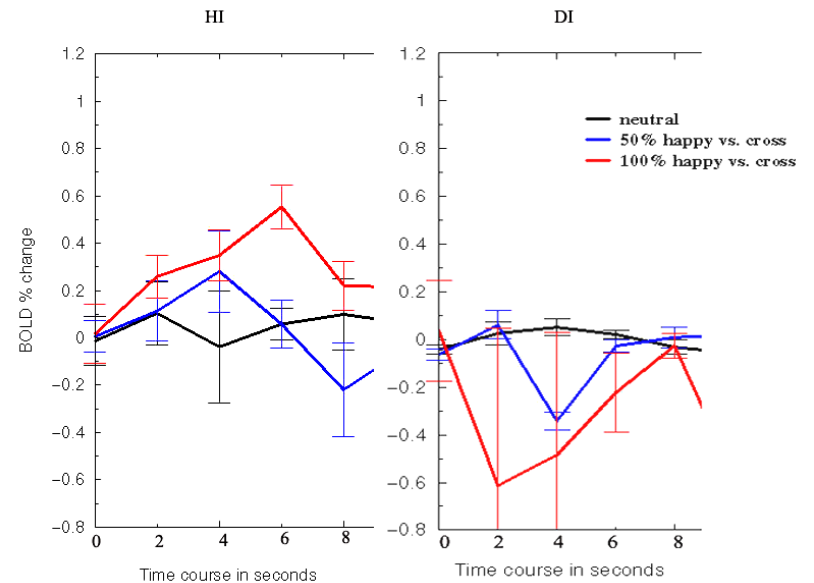 HI
DI
1.2
1
0.8
0.6
0.4
0.2
0
−0.2
−0.4
−0.6
−0.8
BOLD % change
0 2 4 6 8
Time course in seconds
1.2
1
0.8
0.6
0.4
0.2
0
−0.2
−0.4
−0.6
−0.8
neutral
50% happy vs. cross
100% happy vs. cross
0 2 4 6 8
Time course in seconds